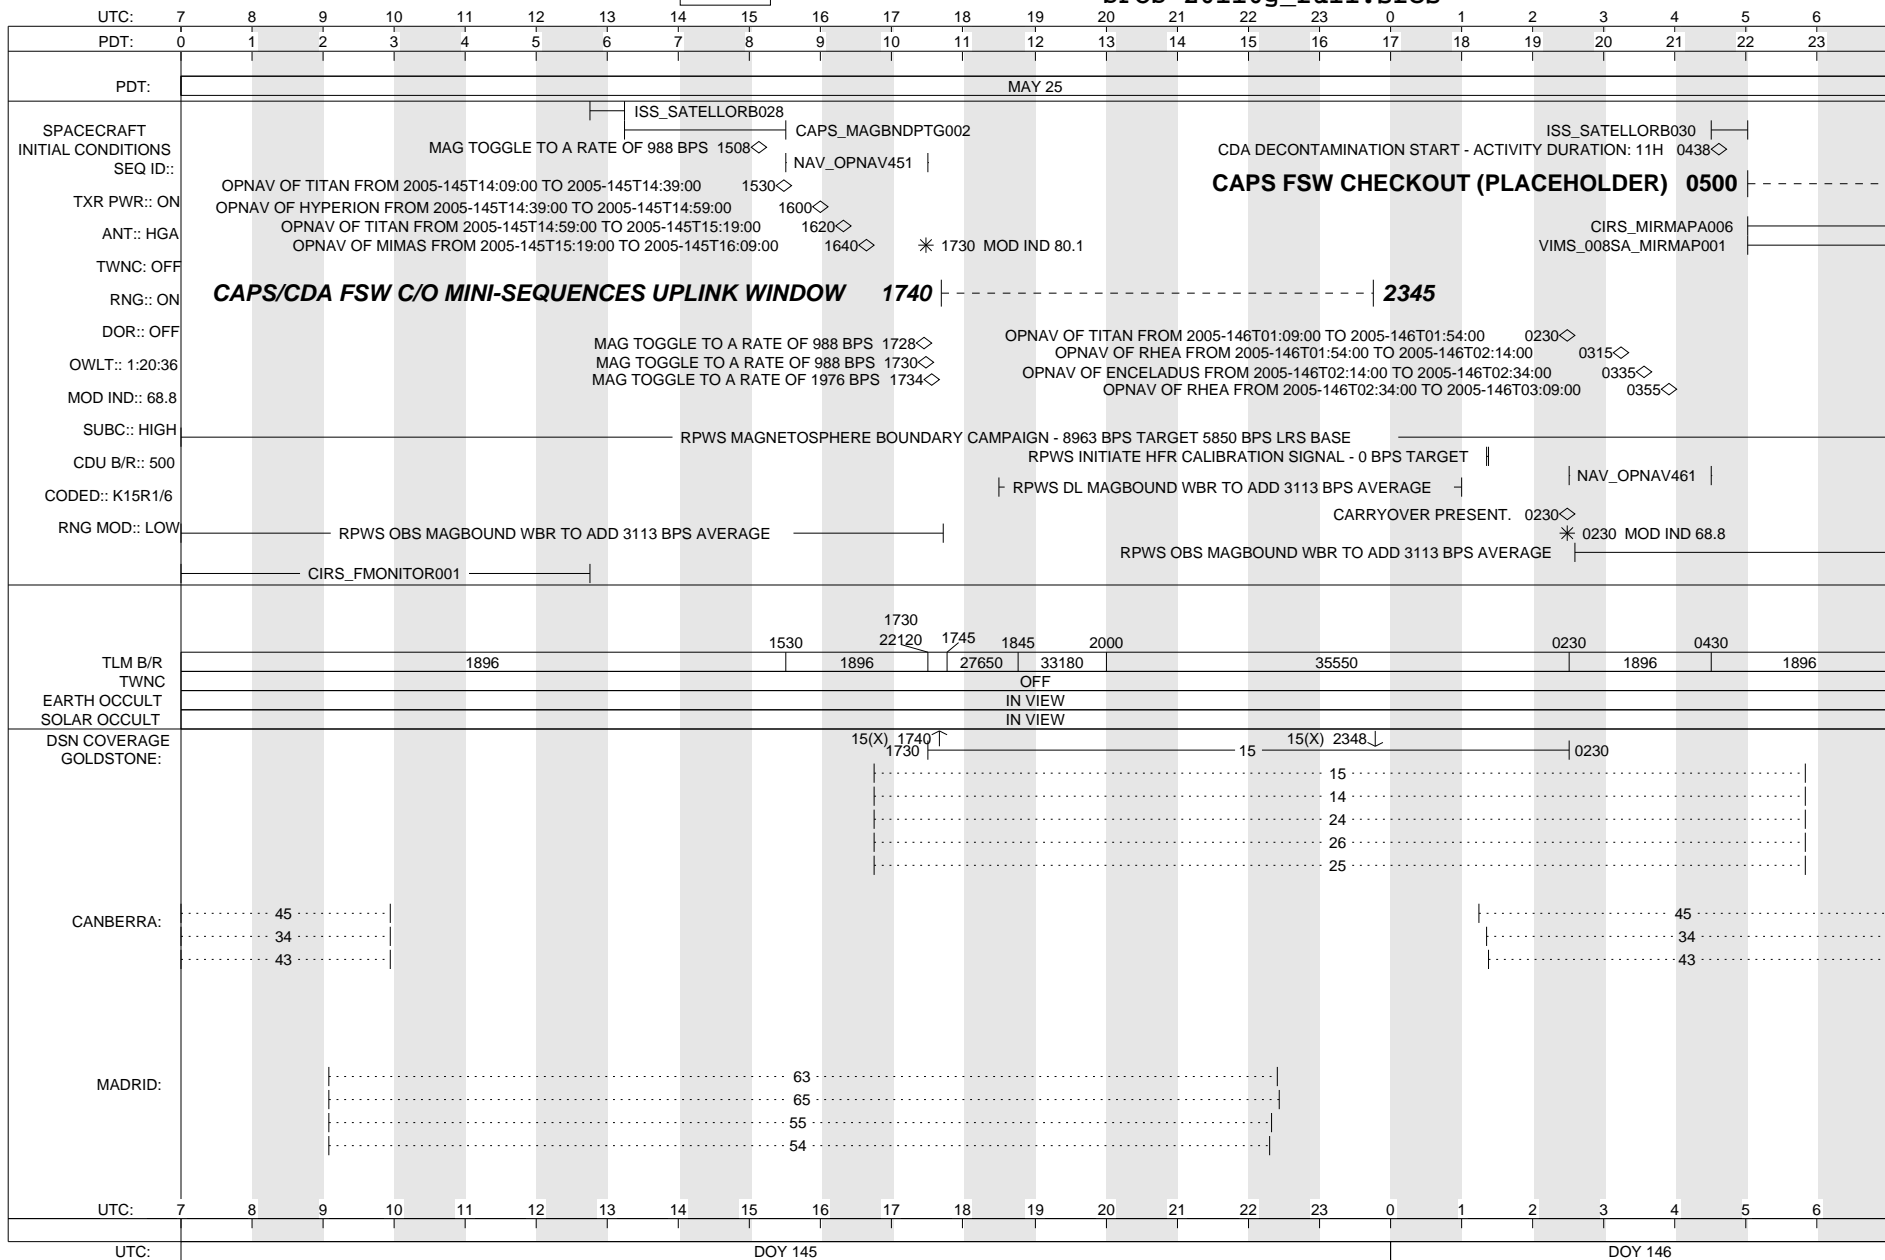 UTC: 7 8 9 10 11 12 13 14 15 16 17 18 19 20 21 22 23 0 1 2 3 4 5 6
PDT: 0 1 2 3 4 5 6 7 8 9 10 11 12 13 14 15 16 17 18 19 20 21 22 23
PDT: MAY 25
SPACECRAFT
INITIAL CONDITIONS
SEQ ID::
TXR PWR:: ON
ANT:: HGA
TWNC: OFF
RNG:: ON
DOR:: OFF
OWLT:: 1:20:36
MOD IND:: 68.8
SUBC:: HIGH
CDU B/R:: 500
CODED:: K15R1/6
RNG MOD:: LOW
ISS_SATELLORB028
CAPS_MAGBNDPTG002
ISS_SATELLORB030
MAG TOGGLE TO A RATE OF 988 BPS 1508
CDA DECONTAMINATION START - ACTIVITY DURATION: 11H 0438
NAV_OPNAV451
OPNAV OF TITAN FROM 2005-145T14:09:00 TO 2005-145T14:39:00 1530
CAPS FSW CHECKOUT (PLACEHOLDER) 0500
OPNAV OF HYPERION FROM 2005-145T14:39:00 TO 2005-145T14:59:00 1600
OPNAV OF TITAN FROM 2005-145T14:59:00 TO 2005-145T15:19:00 1620
CIRS_MIRMAPA006
OPNAV OF MIMAS FROM 2005-145T15:19:00 TO 2005-145T16:09:00 1640
1730 MOD IND 80.1
VIMS_008SA_MIRMAP001
CAPS/CDA FSW C/O MINI-SEQUENCES UPLINK WINDOW 1740
2345
OPNAV OF TITAN FROM 2005-146T01:09:00 TO 2005-146T01:54:00 0230
MAG TOGGLE TO A RATE OF 988 BPS 1728
OPNAV OF RHEA FROM 2005-146T01:54:00 TO 2005-146T02:14:00 0315
MAG TOGGLE TO A RATE OF 988 BPS 1730
OPNAV OF ENCELADUS FROM 2005-146T02:14:00 TO 2005-146T02:34:00 0335
MAG TOGGLE TO A RATE OF 1976 BPS 1734
OPNAV OF RHEA FROM 2005-146T02:34:00 TO 2005-146T03:09:00 0355
RPWS MAGNETOSPHERE BOUNDARY CAMPAIGN - 8963 BPS TARGET 5850 BPS LRS BASE
RPWS INITIATE HFR CALIBRATION SIGNAL - 0 BPS TARGET
NAV_OPNAV461
RPWS DL MAGBOUND WBR TO ADD 3113 BPS AVERAGE
CARRYOVER PRESENT. 0230
RPWS OBS MAGBOUND WBR TO ADD 3113 BPS AVERAGE
0230 MOD IND 68.8
RPWS OBS MAGBOUND WBR TO ADD 3113 BPS AVERAGE
CIRS_FMONITOR001
1730
1530 22120 1745 1845 2000 0230 0430
TLM B/R 1896 1896 27650 33180 35550 1896 1896
TWNC OFF
EARTH OCCULT IN VIEW
SOLAR OCCULT IN VIEW
DSN COVERAGE
GOLDSTONE:
15(X) 1740 15(X) 2348
1730 15 0230
15
14
24
26
25
CANBERRA:
45 45
34 34
43 43
MADRID:
63
65
55
54
UTC: 7 8 9 10 11 12 13 14 15 16 17 18 19 20 21 22 23 0 1 2 3 4 5 6
UTC: DOY 145 DOY 146